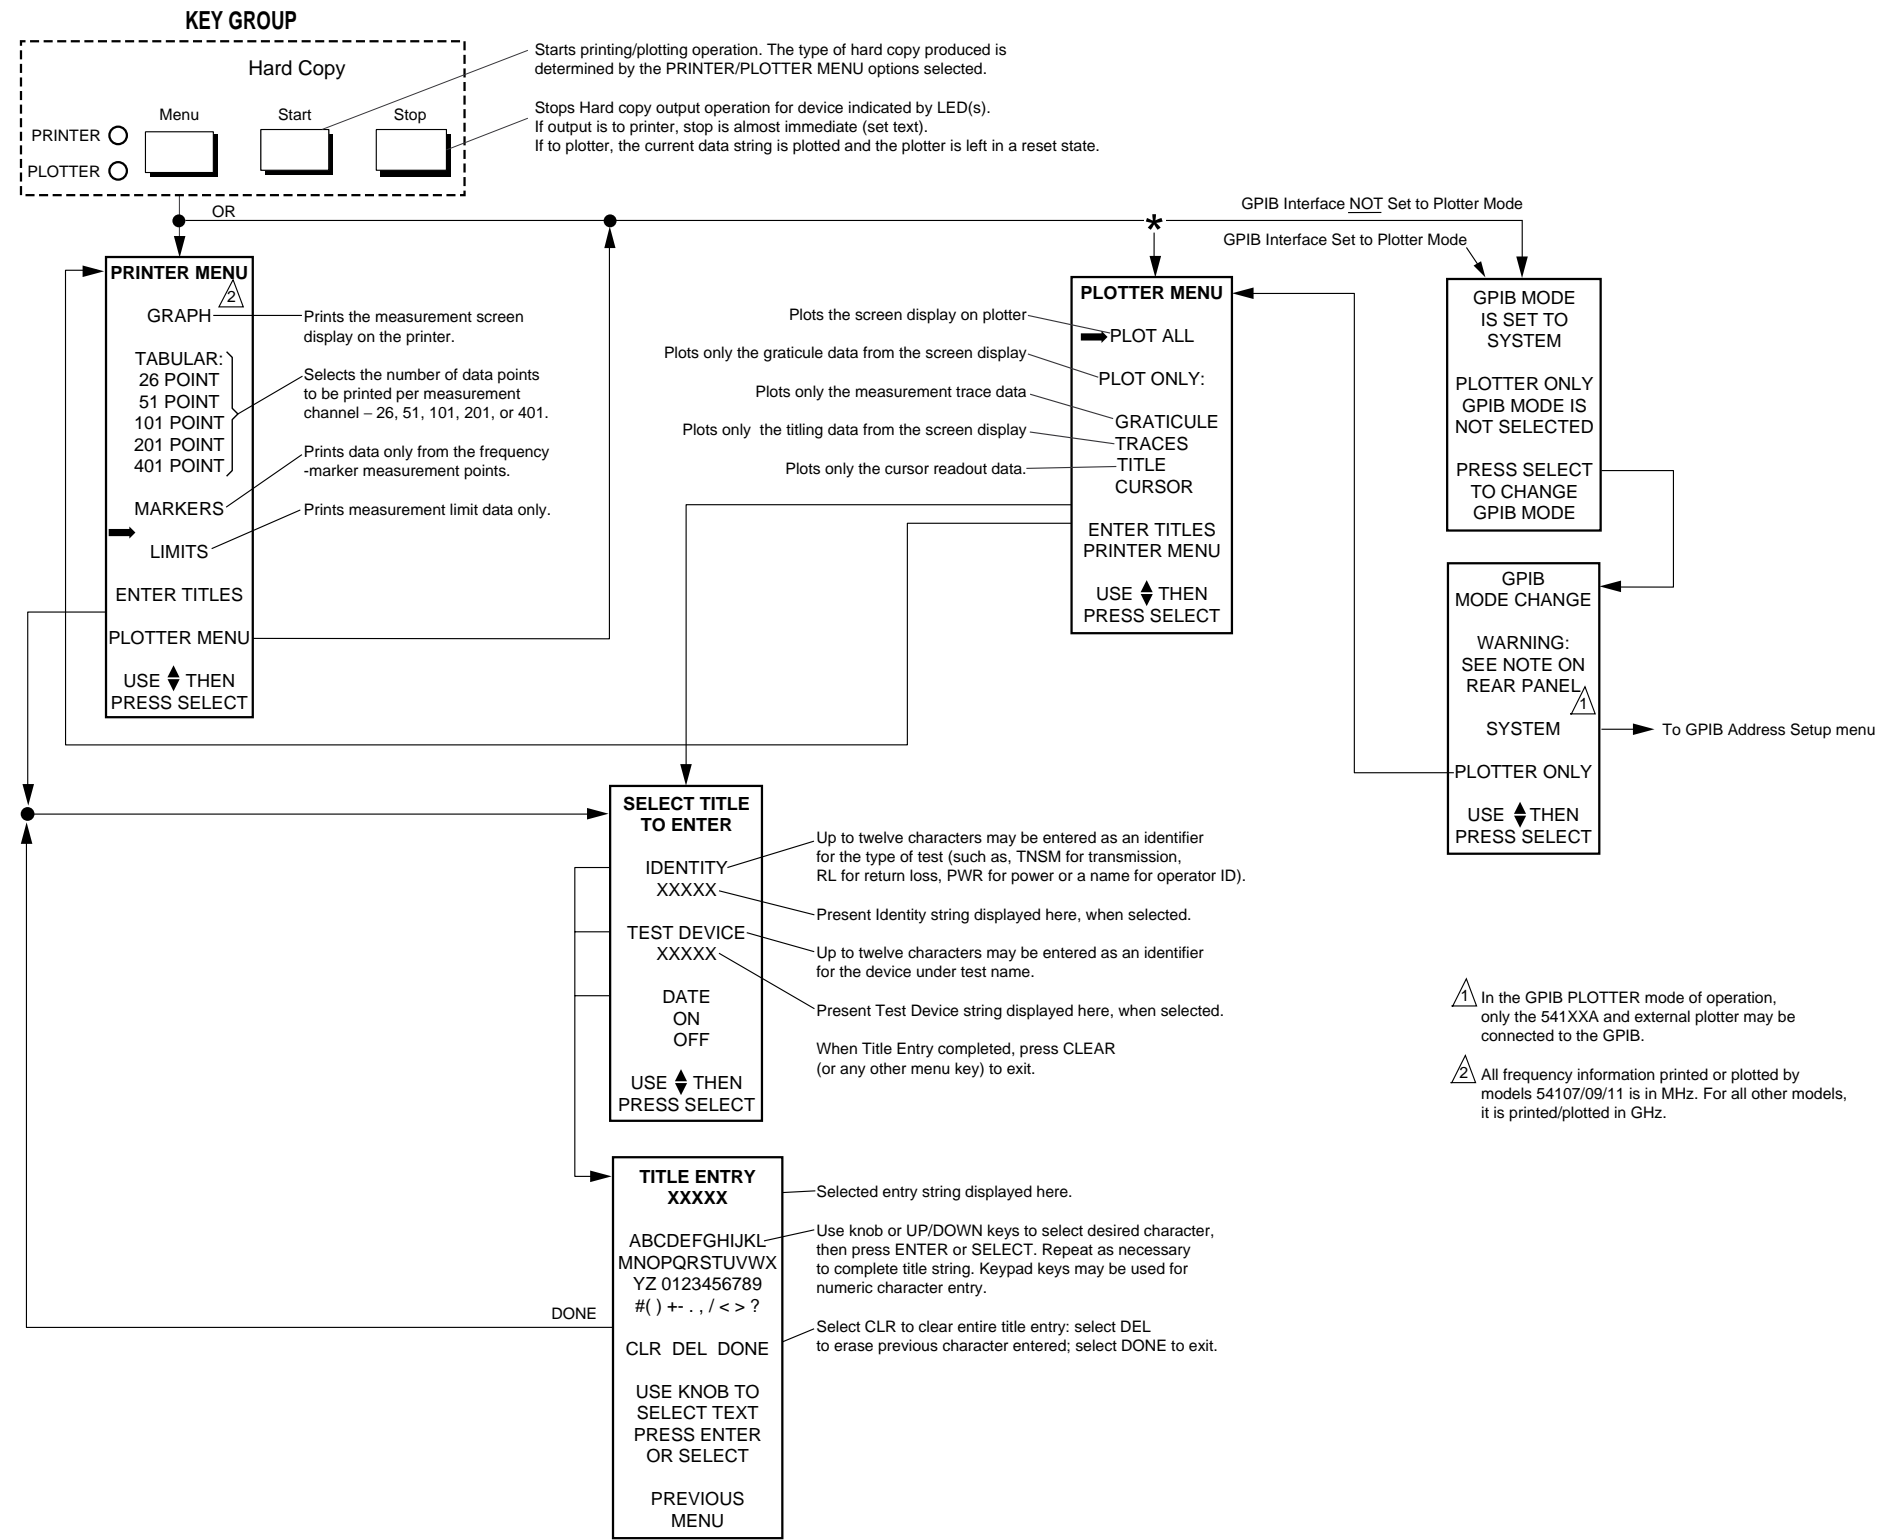 KEY GROUP
Hard Copy
PRINTER
PLOTTER
Menu
Start
Stop
Starts printing/plotting operation. The type of hard copy produced is
determined by the PRINTER/PLOTTER MENU options selected.
Stops Hard copy output operation for device indicated by LED(s).
If output is to printer, stop is almost immediate (set text).
If to plotter, the current data string is plotted and the plotter is left in a reset state.
OR
*
GPIB Interface NOT Set to Plotter Mode
GPIB Interface Set to Plotter Mode
PRINTER MENU
2
GRAPH
TABULAR:
26 POINT
51 POINT
101 POINT
201 POINT
401 POINT
MARKERS
LIMITS
ENTER TITLES
PLOTTER MENU
USE THEN
PRESS SELECT
Prints the measurement screen
display on the printer.
Selects the number of data points
to be printed per measurement
channel – 26, 51, 101, 201, or 401.
Prints data only from the frequency
-marker measurement points.
Prints measurement limit data only.
Plots the screen display on plotter
Plots only the graticule data from the screen display
Plots only the measurement trace data
Plots only the titling data from the screen display
Plots only the cursor readout data.
PLOTTER MENU
PLOT ALL
PLOT ONLY:
GRATICULE
TRACES
TITLE
CURSOR
ENTER TITLES
PRINTER MENU
USE THEN
PRESS SELECT
GPIB MODE
IS SET TO
SYSTEM
PLOTTER ONLY
GPIB MODE IS
NOT SELECTED
PRESS SELECT
TO CHANGE
GPIB MODE
GPIB
MODE CHANGE
WARNING:
SEE NOTE ON
REAR PANEL
1
SYSTEM
PLOTTER ONLY
USE THEN
PRESS SELECT
To GPIB Address Setup menu
SELECT TITLE
TO ENTER
IDENTITY
XXXXX
TEST DEVICE
XXXXX
DATE
ON
OFF
USE THEN
PRESS SELECT
Up to twelve characters may be entered as an identifier
for the type of test (such as, TNSM for transmission,
RL for return loss, PWR for power or a name for operator ID).
Present Identity string displayed here, when selected.
Up to twelve characters may be entered as an identifier
for the device under test name.
Present Test Device string displayed here, when selected.
When Title Entry completed, press CLEAR
(or any other menu key) to exit.
1 In the GPIB PLOTTER mode of operation,
only the 541XXA and external plotter may be
connected to the GPIB.
2 All frequency information printed or plotted by
models 54107/09/11 is in MHz. For all other models,
it is printed/plotted in GHz.
TITLE ENTRY
XXXXX
ABCDEFGHIJKL
MNOPQRSTUVWX
YZ 0123456789
#( ) +- . , / < > ?
CLR DEL DONE
USE KNOB TO
SELECT TEXT
PRESS ENTER
OR SELECT
PREVIOUS
MENU
DONE
Selected entry string displayed here.
Use knob or UP/DOWN keys to select desired character,
then press ENTER or SELECT. Repeat as necessary
to complete title string. Keypad keys may be used for
numeric character entry.
Select CLR to clear entire title entry: select DEL
to erase previous character entered; select DONE to exit.